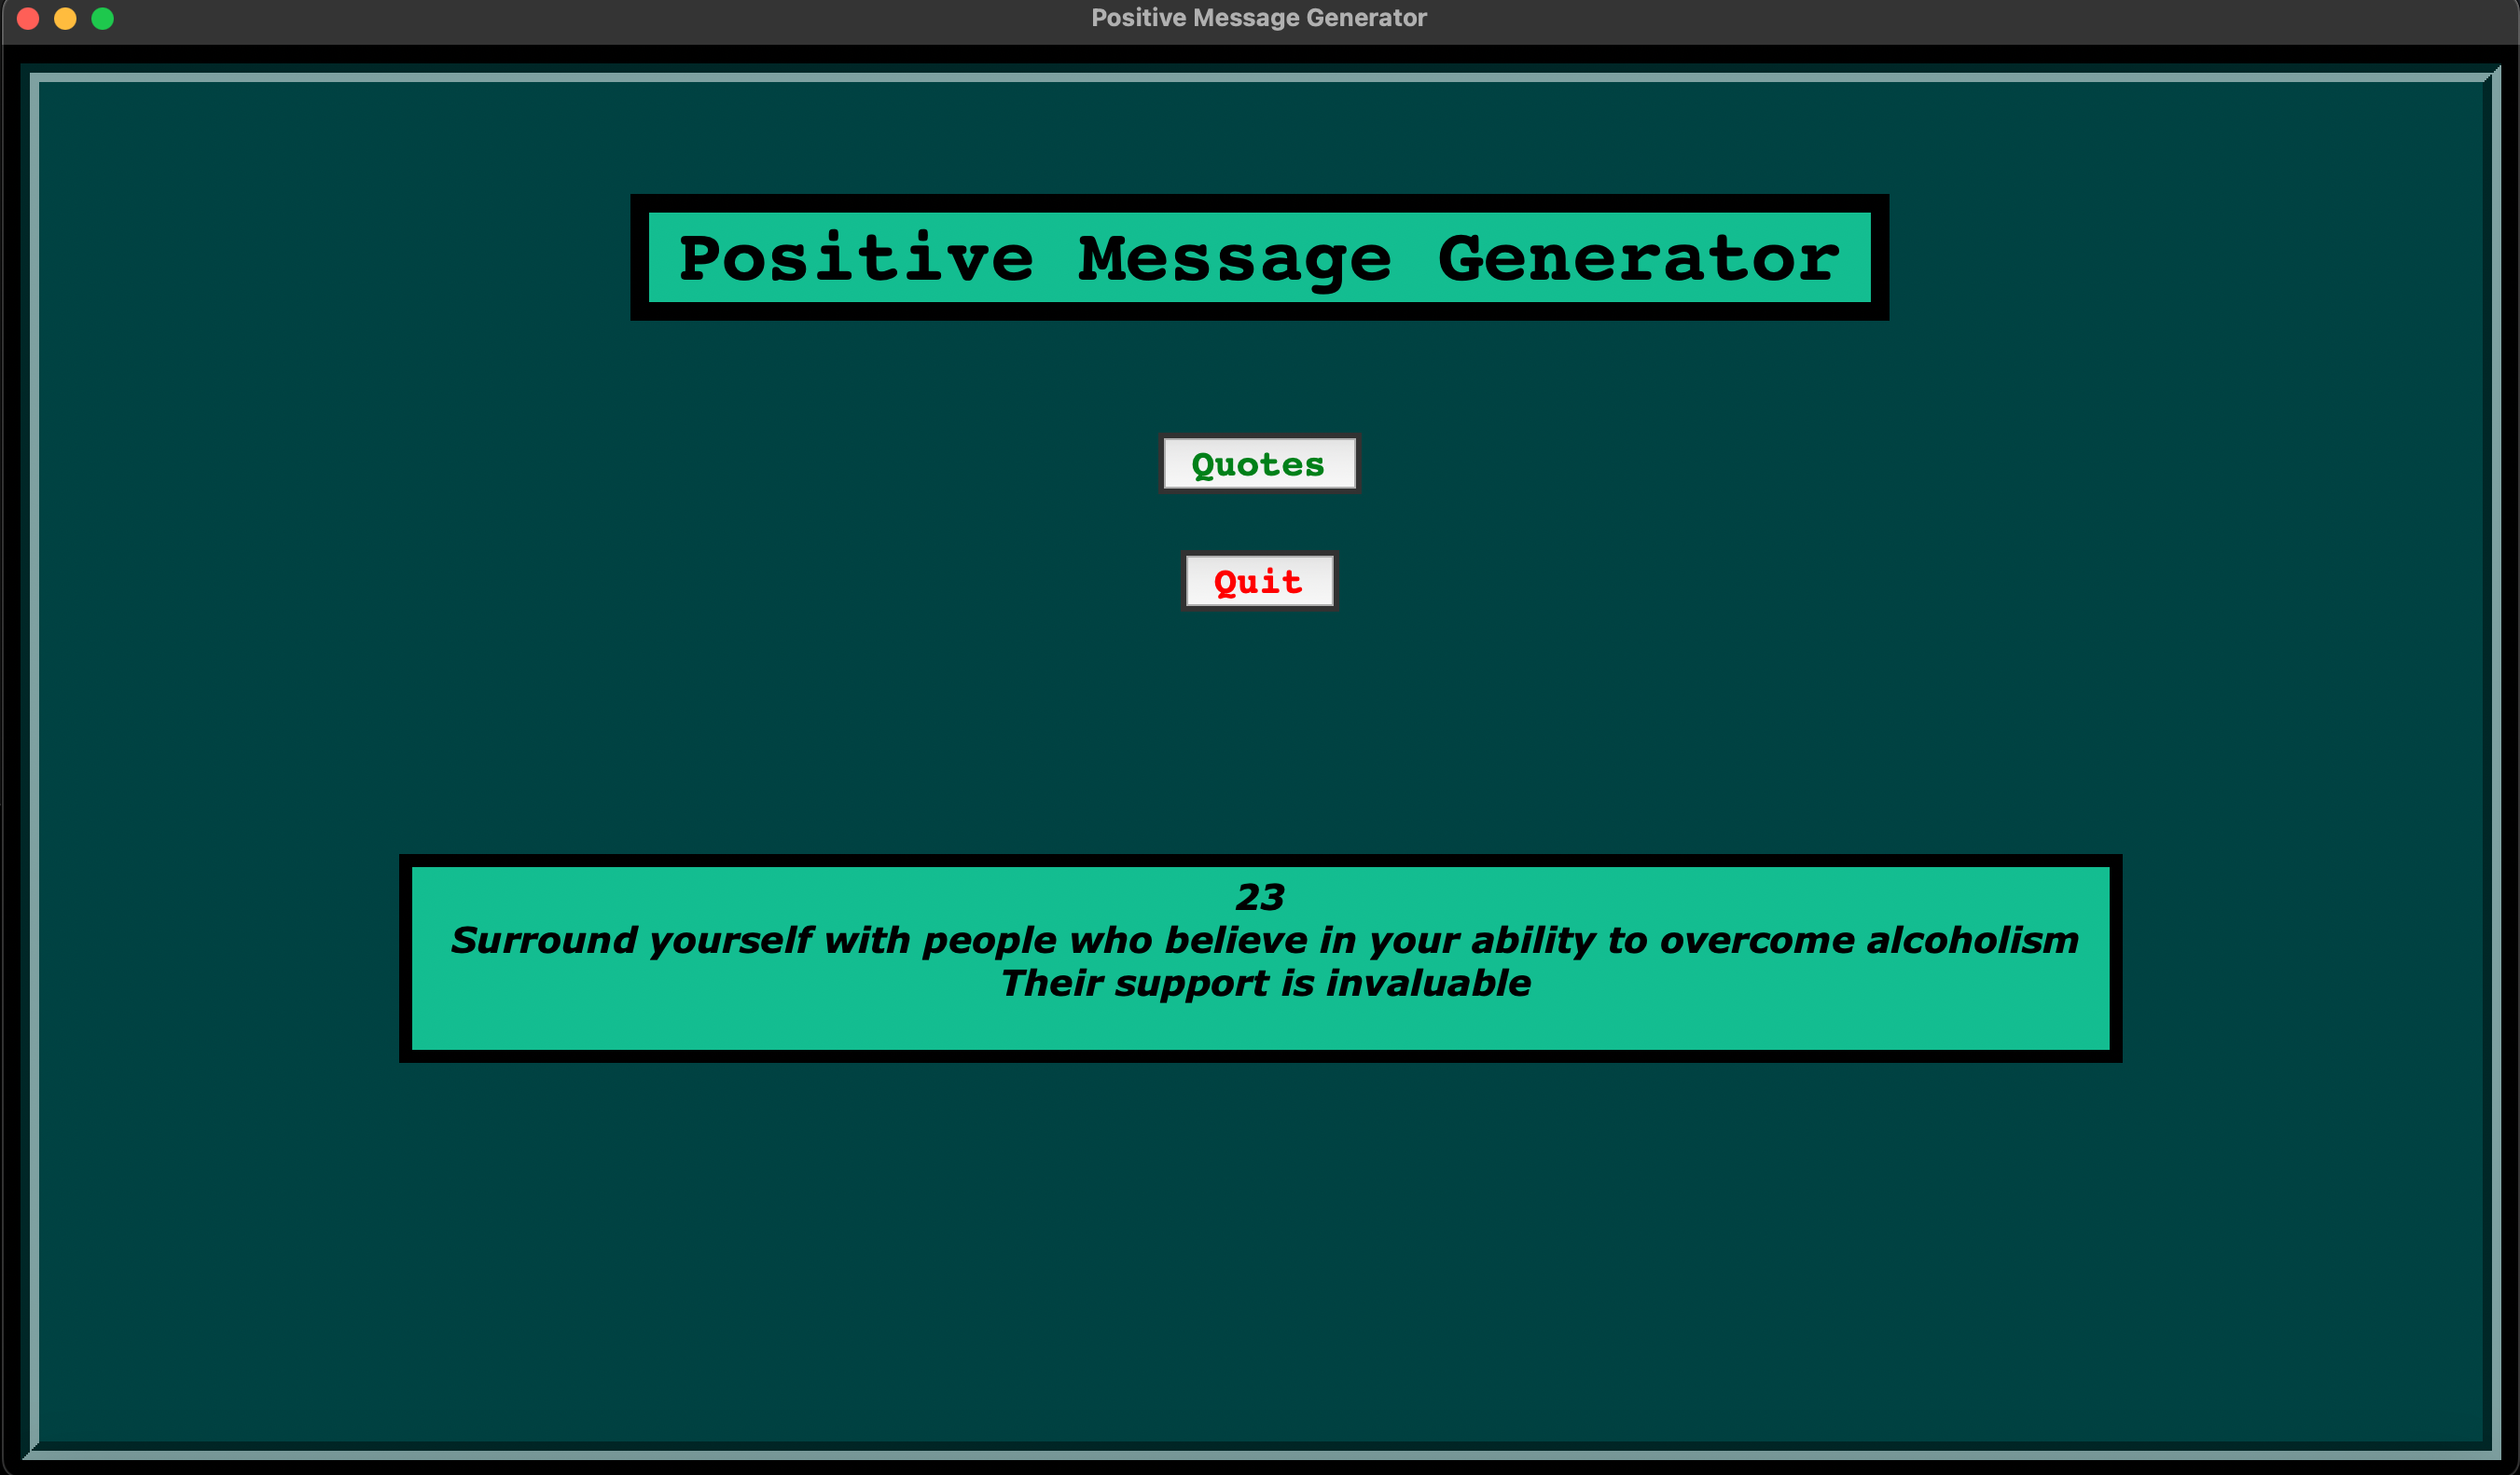 Positive Message Generator
Positive Message Generator
Quotes
Quit
23
Surround yourself with people who believe in your ability to overcome alcoholism
Their support is invaluable